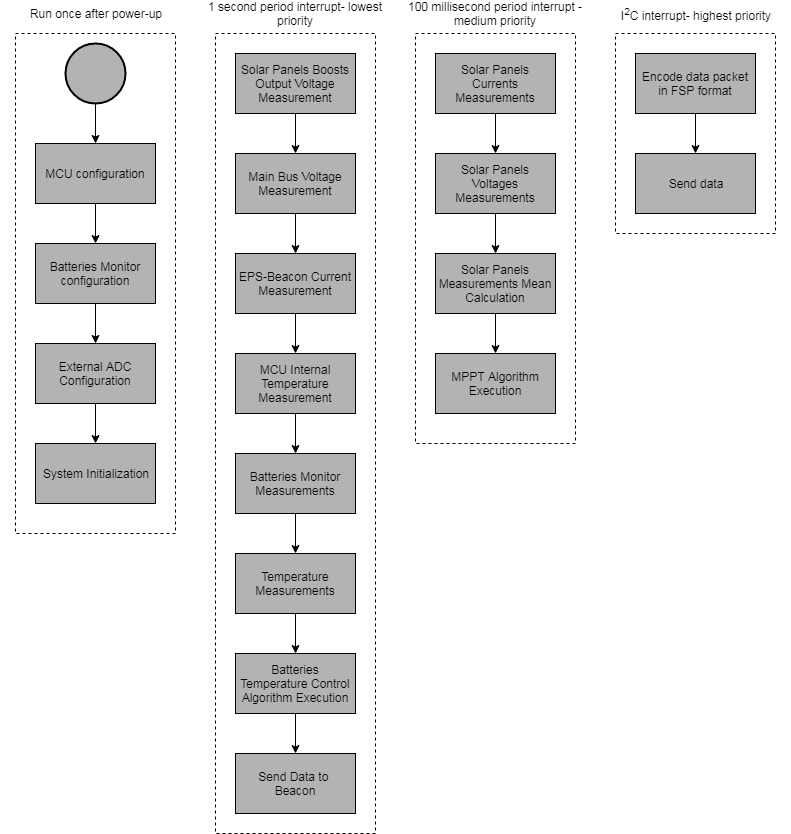 Run once after power-up
MCU configuration
Batteries Monitor
configuration
External ADC
Configuration
System Initialization
1 second period interrupt- lowest
priority
Solar Panels Boosts
Output Voltage
Measurement
Main Bus Voltage
Measurement
EPS-Beacon Current
Measurement
MCU Internal
Temperature
Measurement
Batteries Monitor
Measurements
Temperature
Measurements
Batteries
Temperature Control
Algorithm Execution
Send Data to
Beacon
100 millisecond period interrupt -
medium priority
Solar Panels
Currents
Measurements
Solar Panels
Voltages
Measurements
Solar Panels
Measurements Mean
Calculation
MPPT Algorithm
Execution
I²C interrupt- highest priority
Encode data packet
in FSP format
Send data